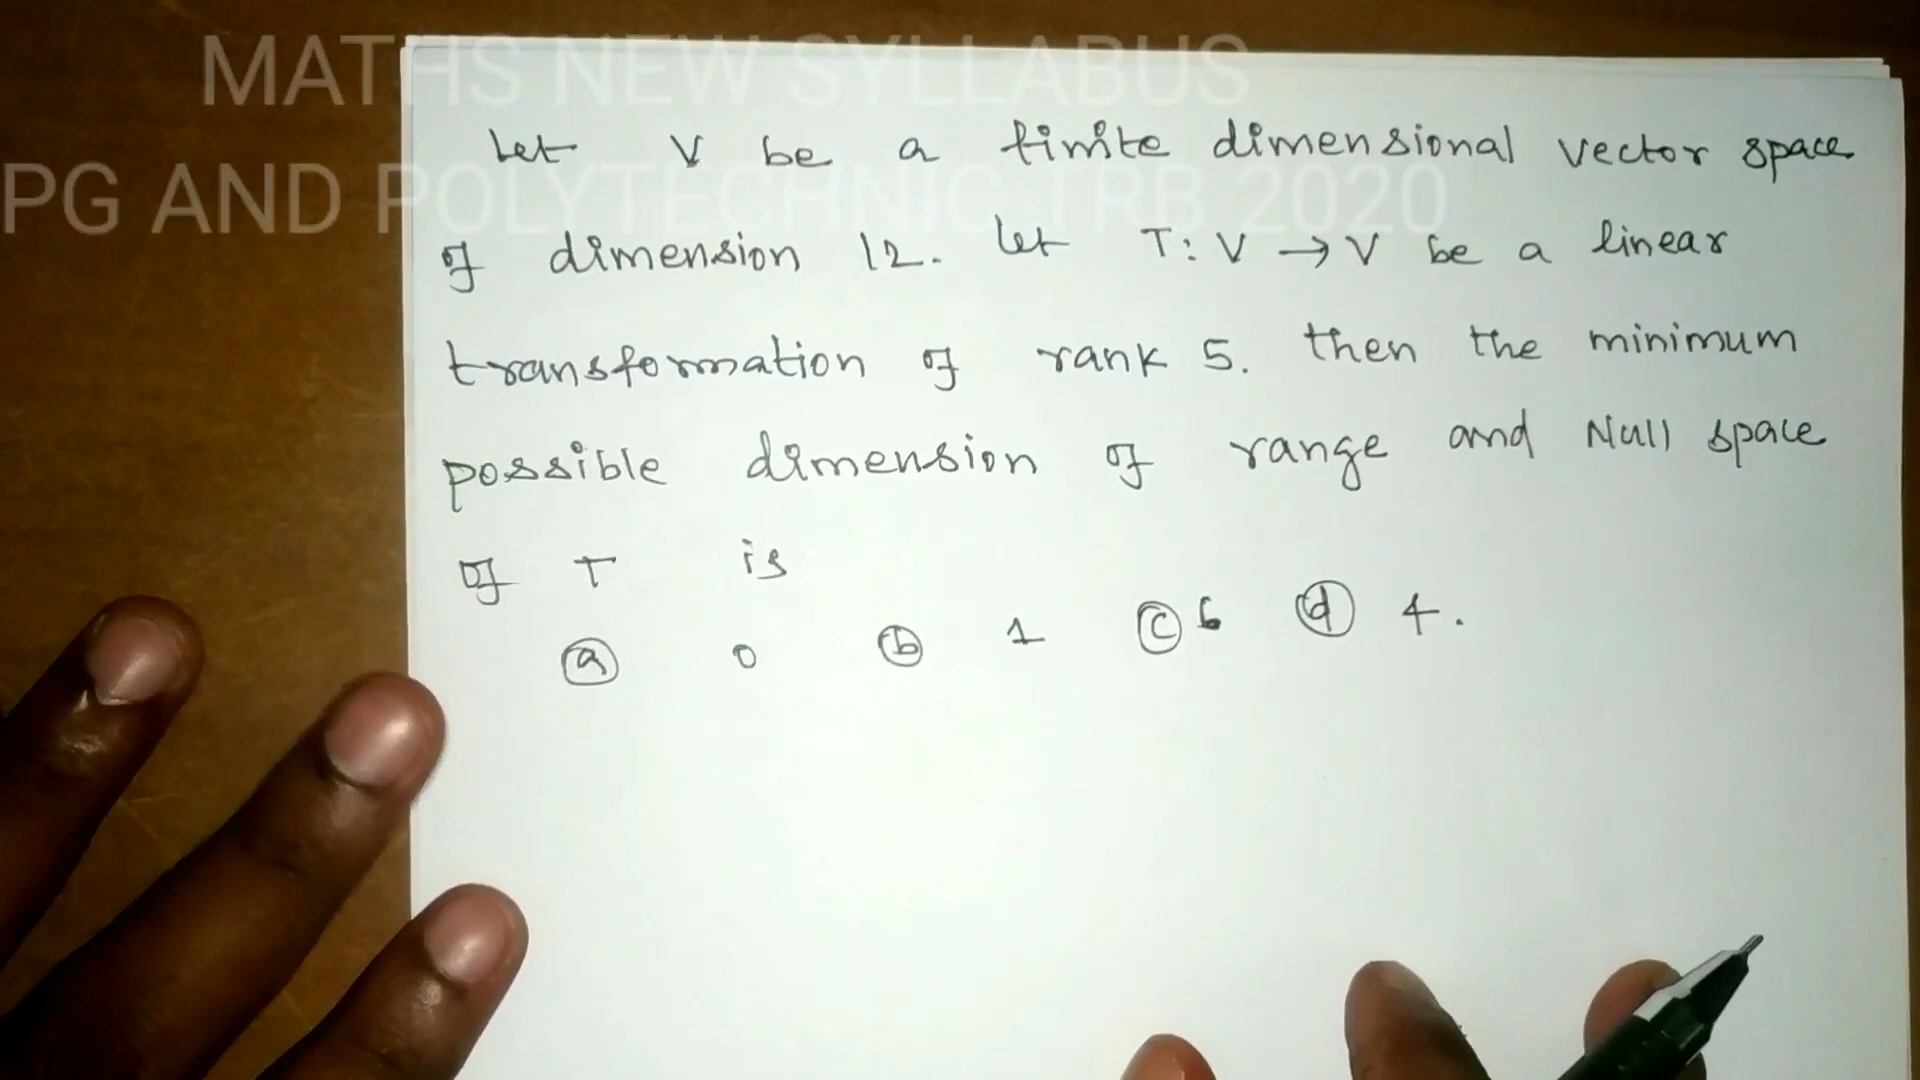 MATHS NEW SYLLABUS
PG AND POLYTECHNIC TRB 2020
Let V be a finite dimensional vector space
of dimension 12. Let T: V → V be a linear
transformation of rank 5. then the minimum
possible dimension of range and Null space
of T is
ⓐ 0 ⓑ 1 ⓒ 6 ⓓ 4.